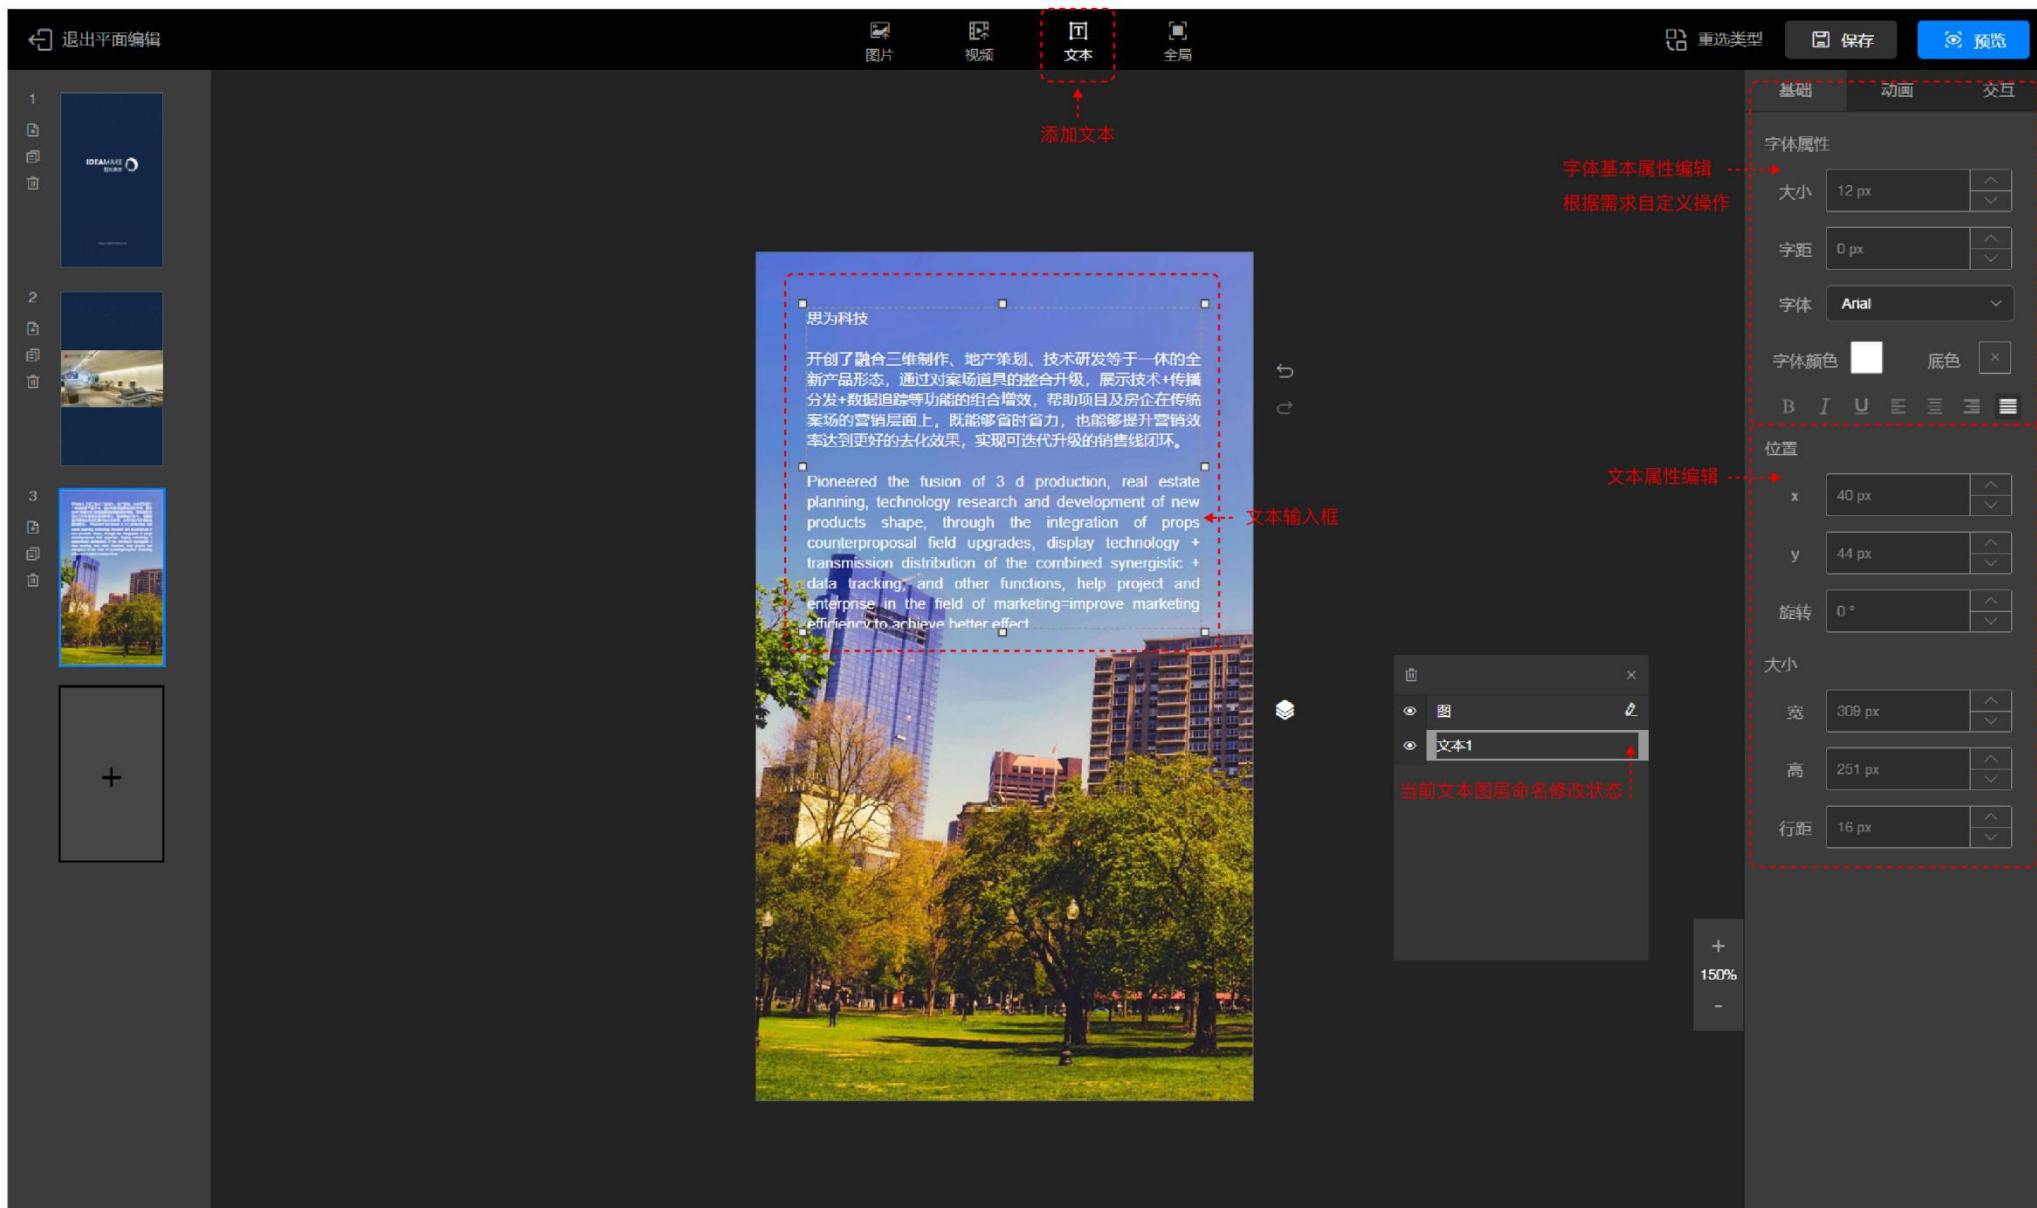 退出平面编辑
图片
视频
文本
全局
重选类型
保存
预览
添加文本
1
IDEAMAKE
2
3
+
思为科技
开创了融合三维制作、地产策划、技术研发等于一体的全
新产品形态，通过对案场道具的整合升级，展示技术+传播
分发+数据追踪等功能的组合增效，帮助项目及房企在传统
案场的营销层面上，既能够省时省力，也能够提升营销效
率达到更好的去化效果，实现可迭代升级的销售线闭环。
Pioneered the fusion of 3 d production, real estate
planning, technology research and development of new
products shape, through the integration of props
counterproposal field upgrades, display technology +
transmission distribution of the combined synergistic +
data tracking, and other functions, help project and
enterprise in the field of marketing=improve marketing
efficiency to achieve better effect
文本输入框
图
文本1
当前文本图层命名修改状态
+
150%
-
字体基本属性编辑
根据需求自定义操作
文本属性编辑
基础
动画
交互
字体属性
大小 12 px
字距 0 px
字体 Arial
字体颜色 底色
B I U
位置
x 40 px
y 44 px
旋转 0 °
大小
宽 309 px
高 251 px
行距 16 px